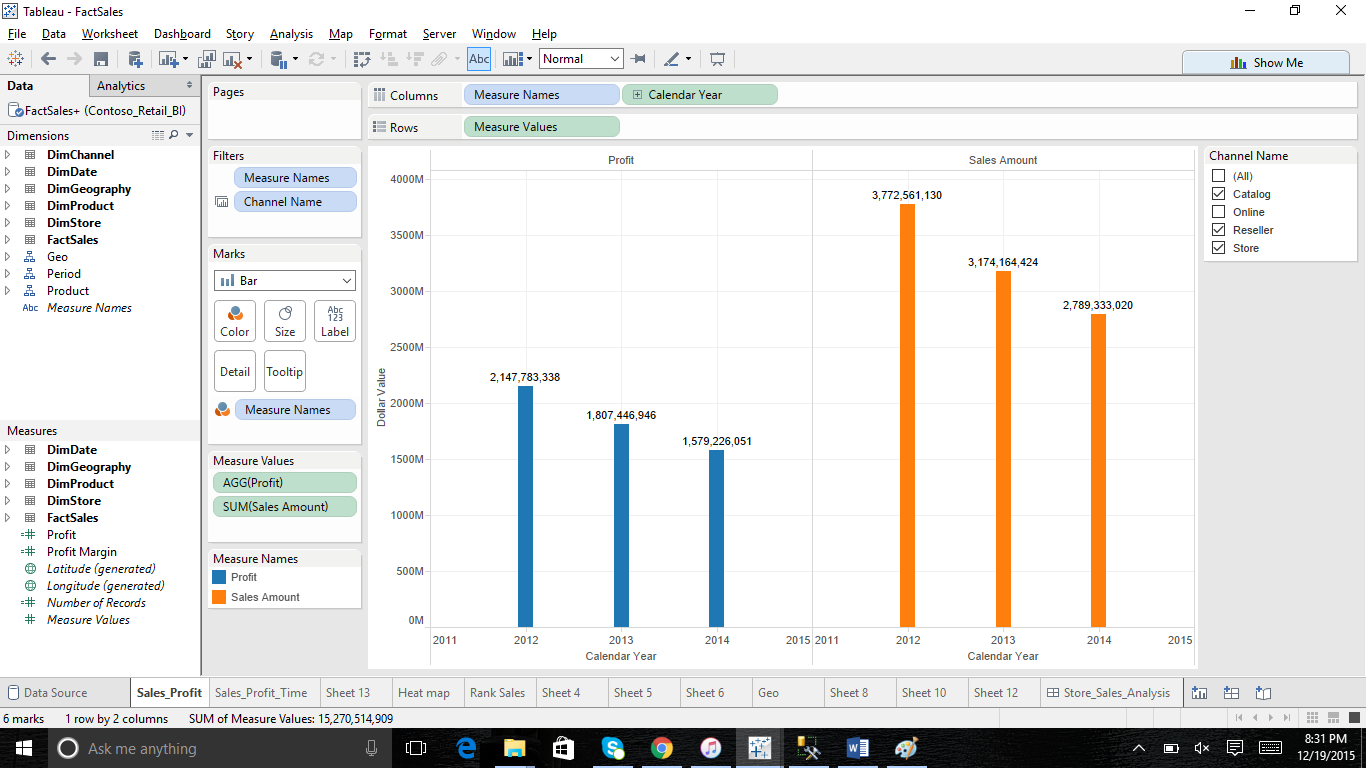 Tableau - FactSales
File Data Worksheet Dashboard Story Analysis Map Format Server Window Help
Abc Normal Show Me
Data Analytics
FactSales+ (Contoso_Retail_BI)
Dimensions
DimChannel
DimDate
DimGeography
DimProduct
DimStore
FactSales
Geo
Period
Product
Abc Measure Names
Measures
DimDate
DimGeography
DimProduct
DimStore
FactSales
Profit
Profit Margin
Latitude (generated)
Longitude (generated)
Number of Records
Measure Values
Pages
Filters
Measure Names
Channel Name
Marks
Bar
Color Size Abc 123 Label
Detail Tooltip
Measure Names
Measure Values
AGG(Profit)
SUM(Sales Amount)
Measure Names
Profit
Sales Amount
Columns Measure Names Calendar Year
Rows Measure Values
Profit Sales Amount
Dollar Value
4000M
3500M
3000M
2500M
2000M
1500M
1000M
500M
0M
2,147,783,338
1,807,446,946
1,579,226,051
3,772,561,130
3,174,164,424
2,789,333,020
2011 2012 2013 2014 2015 2011 2012 2013 2014 2015
Calendar Year Calendar Year
Channel Name
(All)
Catalog
Online
Reseller
Store
Data Source Sales_Profit Sales_Profit_Time Sheet 13 Heat map Rank Sales Sheet 4 Sheet 5 Sheet 6 Geo Sheet 8 Sheet 10 Sheet 12 Store_Sales_Analysis
6 marks 1 row by 2 columns SUM of Measure Values: 15,270,514,909
Ask me anything
8:31 PM
12/19/2015